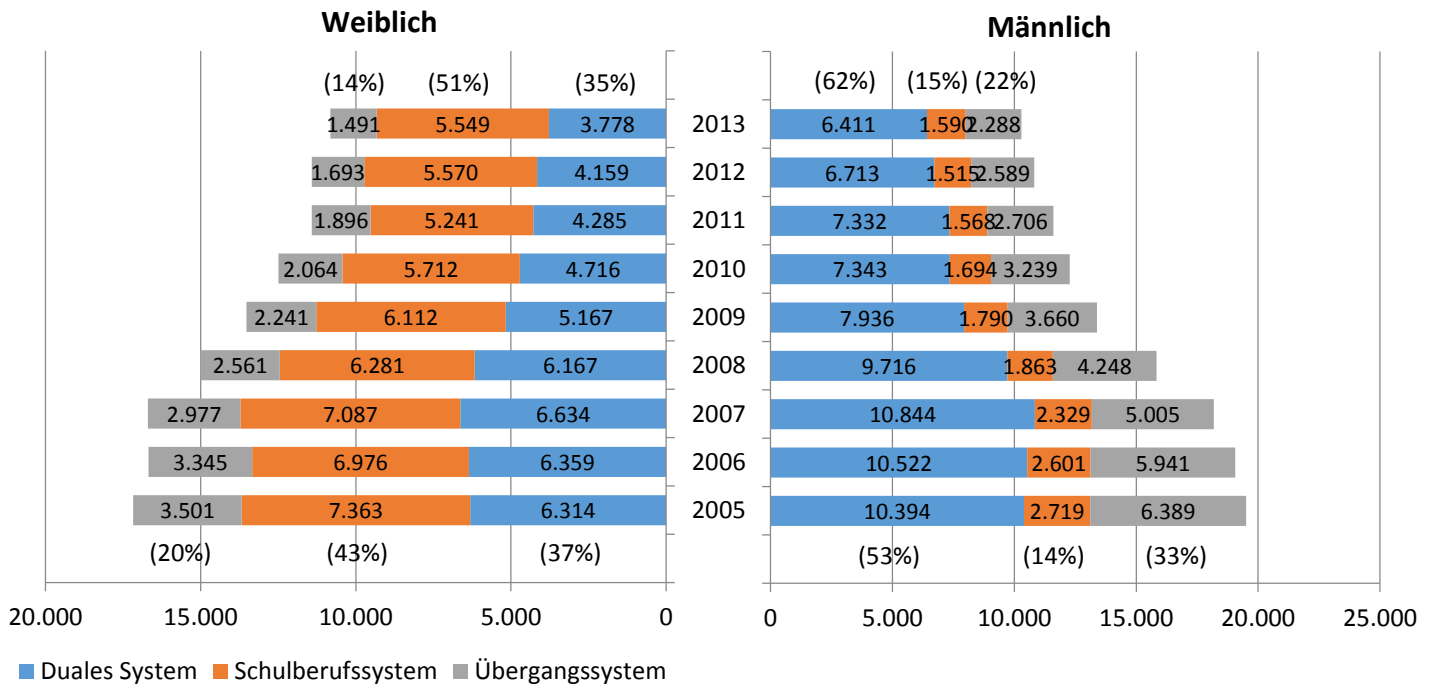 Weiblich Männlich
(14%) (51%) (35%) (62%) (15%) (22%)
1.491 5.549 3.778 2013 6.411 1.590 2.288
1.693 5.570 4.159 2012 6.713 1.515 2.589
1.896 5.241 4.285 2011 7.332 1.568 2.706
2.064 5.712 4.716 2010 7.343 1.694 3.239
2.241 6.112 5.167 2009 7.936 1.790 3.660
2.561 6.281 6.167 2008 9.716 1.863 4.248
2.977 7.087 6.634 2007 10.844 2.329 5.005
3.345 6.976 6.359 2006 10.522 2.601 5.941
3.501 7.363 6.314 2005 10.394 2.719 6.389
(20%) (43%) (37%) (53%) (14%) (33%)
20.000 15.000 10.000 5.000 0 0 5.000 10.000 15.000 20.000 25.000
Duales System Schulberufssystem Übergangssystem